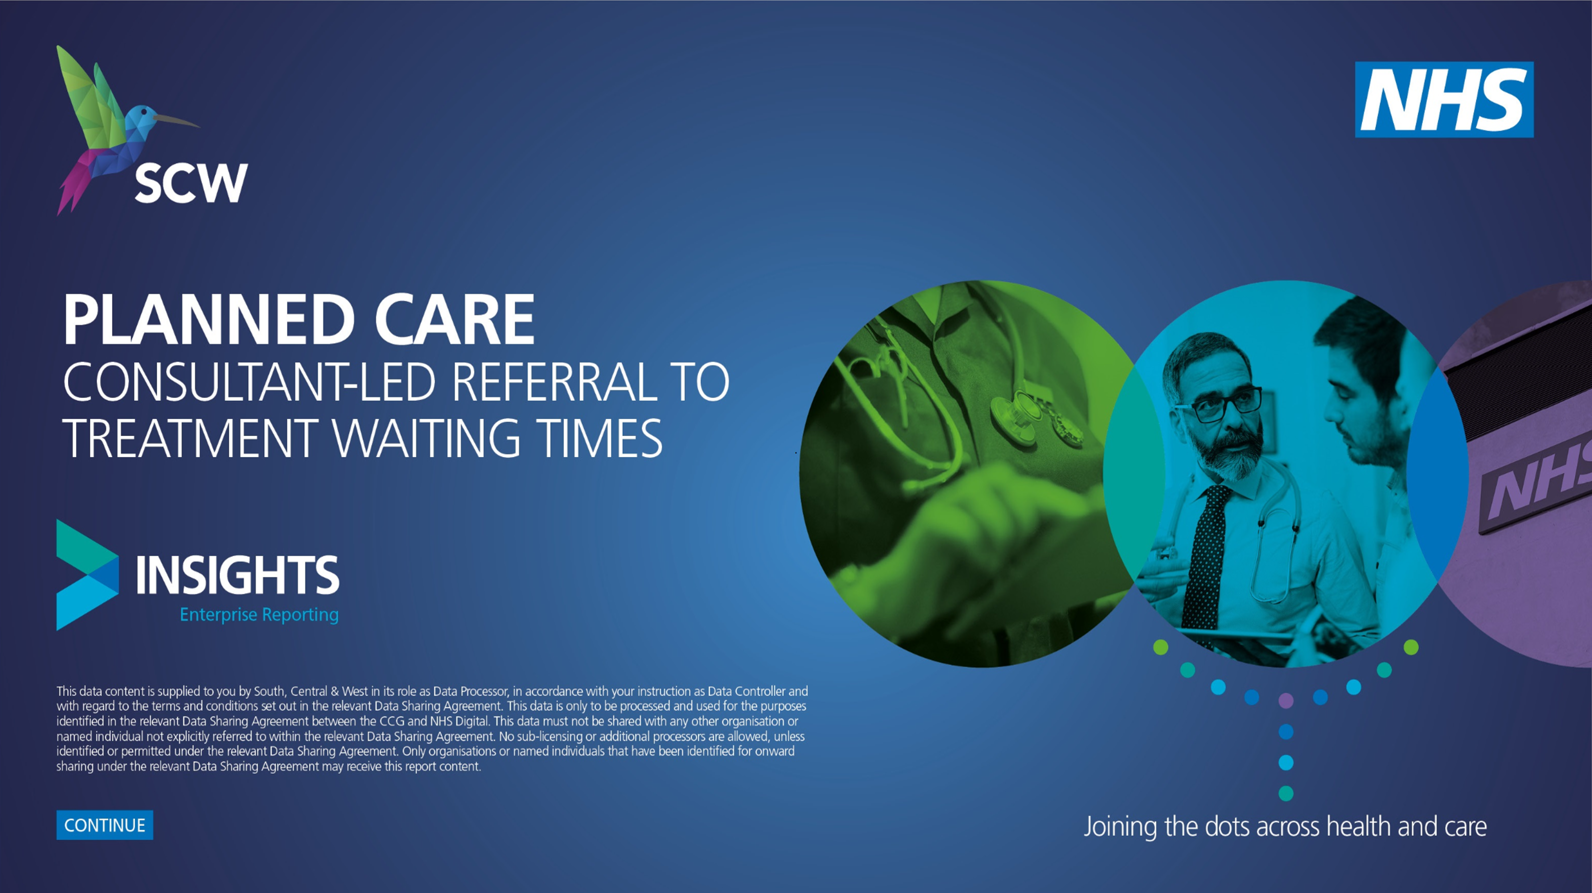 SCW
NHS
PLANNED CARE
CONSULTANT-LED REFERRAL TO
TREATMENT WAITING TIMES
INSIGHTS
Enterprise Reporting
This data content is supplied to you by South, Central & West in its role as Data Processor, in accordance with your instruction as Data Controller and
with regard to the terms and conditions set out in the relevant Data Sharing Agreement. This data is only to be processed and used for the purposes
identified in the relevant Data Sharing Agreement between the CCG and NHS Digital. This data must not be shared with any other organisation or
named individual not explicitly referred to within the relevant Data Sharing Agreement. No sub-licensing or additional processors are allowed, unless
identified or permitted under the relevant Data Sharing Agreement. Only organisations or named individuals that have been identified for onward
sharing under the relevant Data Sharing Agreement may receive this report content.
CONTINUE
NHS
Joining the dots across health and care